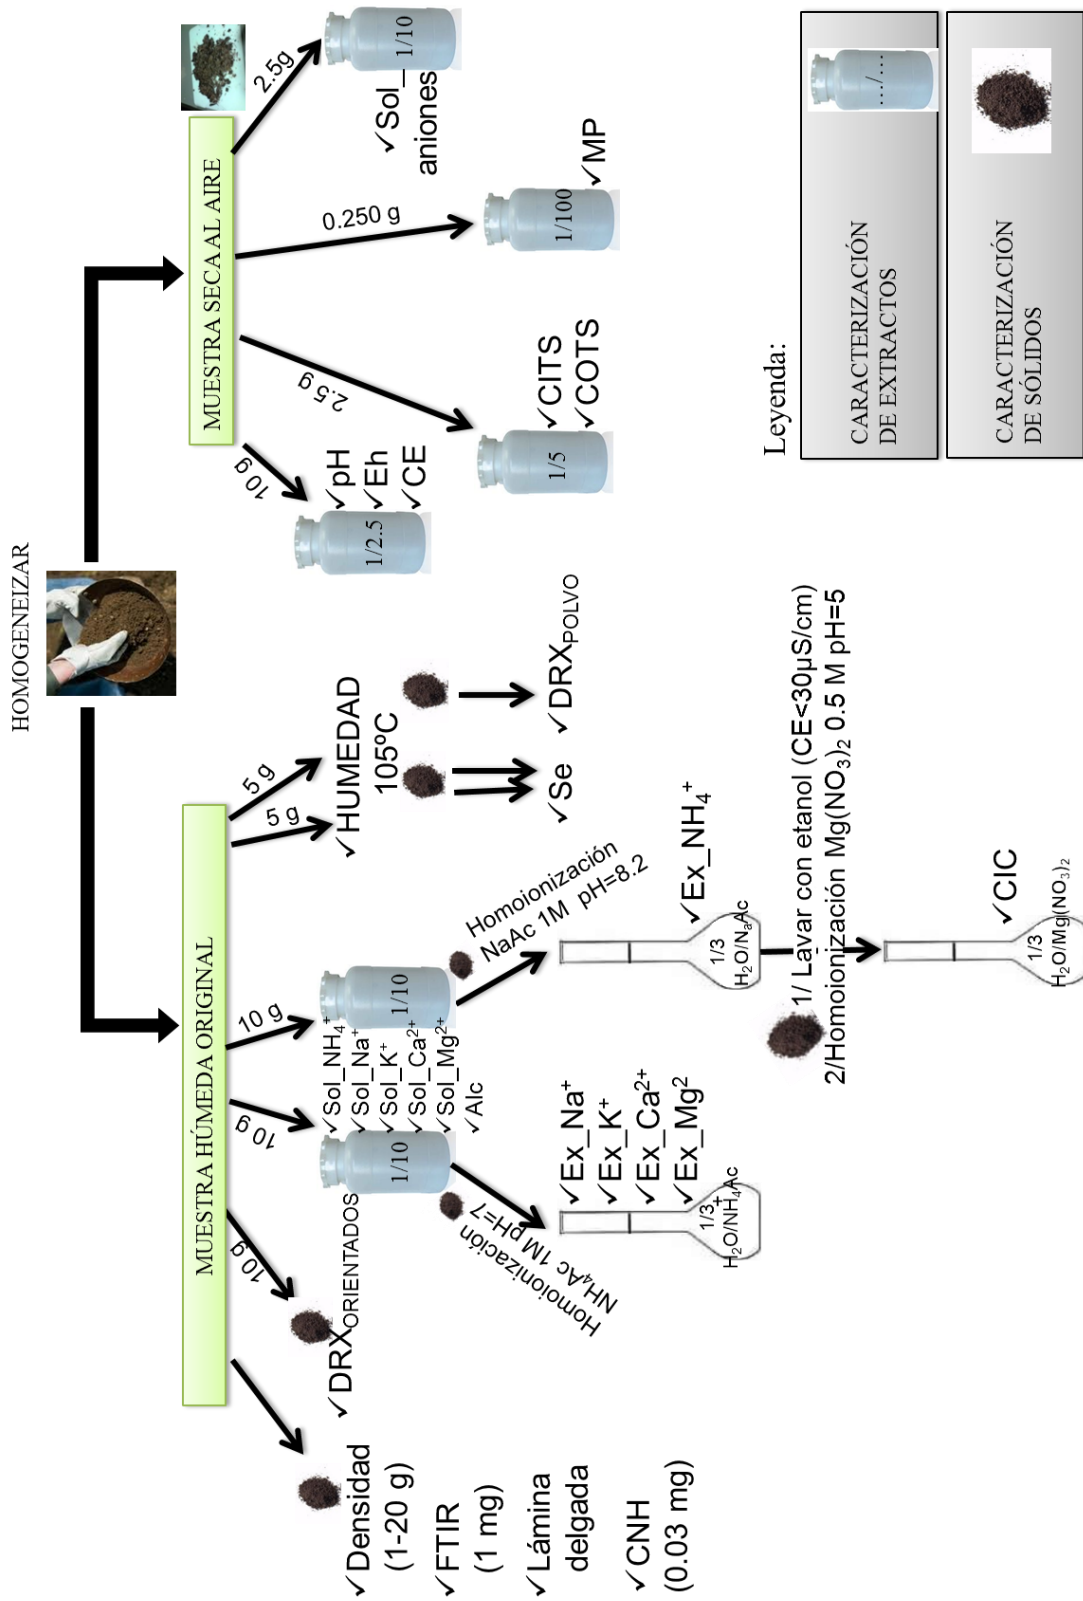 HOMOGENEIZAR
MUESTRA HÚMEDA ORIGINAL
✓Densidad
(1-20 g)
✓FTIR
(1 mg)
✓Lámina
delgada
✓CNH
(0.03 mg)
10g
✓DRX_ORIENTADOS
10 g
1/10
✓Sol_NH₄⁺
✓Sol_Na⁺
✓Sol_K⁺
✓Sol_Ca²⁺
✓Sol_Mg²⁺
✓Alc
10 g
1/10
Homoionización
NH₄Ac 1M pH=7
1/3
H₂O/NH₄⁺Ac
✓Ex_Na⁺
✓Ex_K⁺
✓Ex_Ca²⁺
✓Ex_Mg²
Homoionización
NaAc 1M pH=8.2
1/3
H₂O/NₐAc
✓Ex_NH₄⁺
1/ Lavar con etanol (CE<30µS/cm)
2/Homoionización Mg(NO₃)₂ 0.5 M pH=5
1/3
H₂O/Mg(NO₃)₂
✓CIC
5 g
5 g
✓HUMEDAD
105ºC
✓Se
✓DRX_POLVO
MUESTRA SECA AL AIRE
10 g
1/2.5
✓pH
✓Eh
✓CE
2.5 g
1/5
✓CITS
✓COTS
0.250 g
1/100
✓MP
2.5g
1/10
✓Sol_
aniones
Leyenda:
CARACTERIZACIÓN
DE EXTRACTOS
…/…
CARACTERIZACIÓN
DE SÓLIDOS